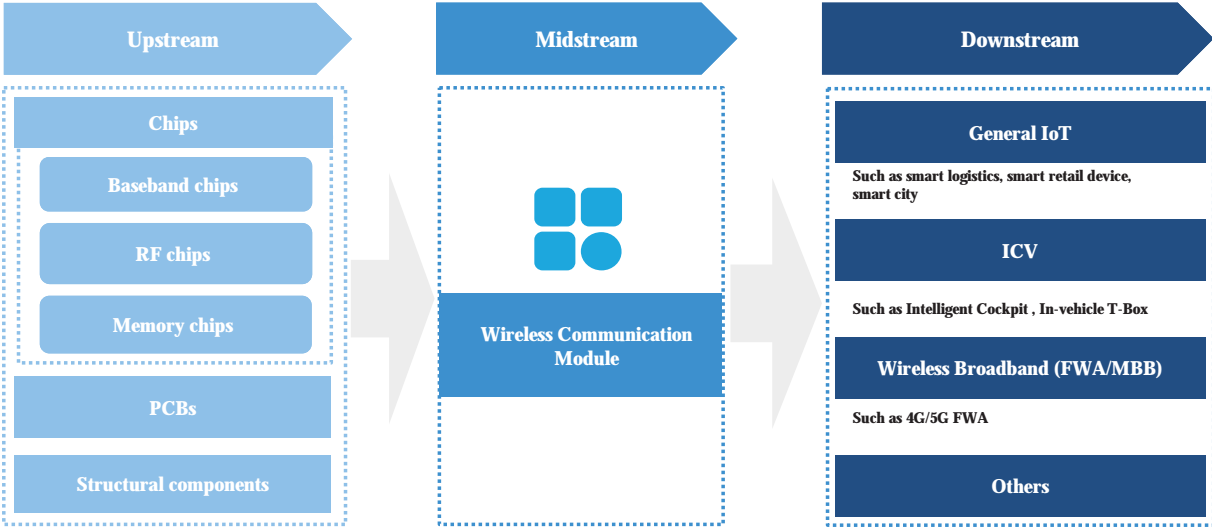 Upstream
Chips
Baseband chips
RF chips
Memory chips
PCBs
Structural components
Midstream
Wireless Communication
Module
Downstream
General IoT
Such as smart logistics, smart retail device,
smart city
ICV
Such as Intelligent Cockpit , In-vehicle T-Box
Wireless Broadband (FWA/MBB)
Such as 4G/5G FWA
Others